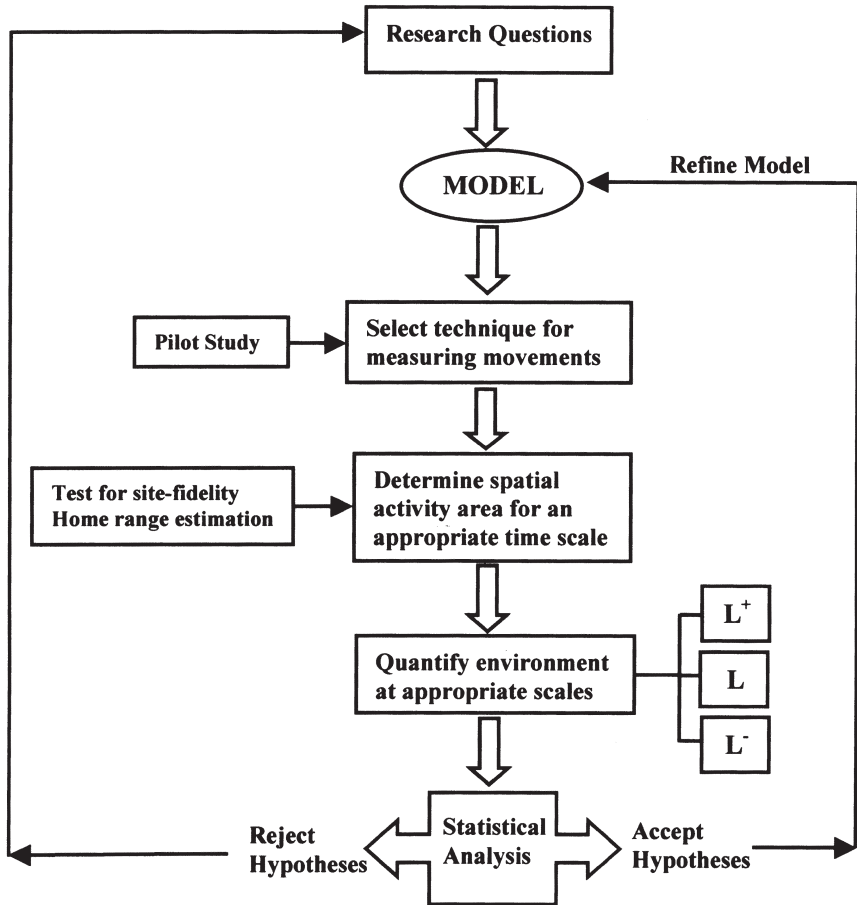 Research Questions
MODEL
Refine Model
Pilot Study
Select technique for
measuring movements
Test for site-fidelity
Home range estimation
Determine spatial
activity area for an
appropriate time scale
Quantify environment
at appropriate scales
L⁺
L
L⁻
Reject
Hypotheses
Statistical
Analysis
Accept
Hypotheses